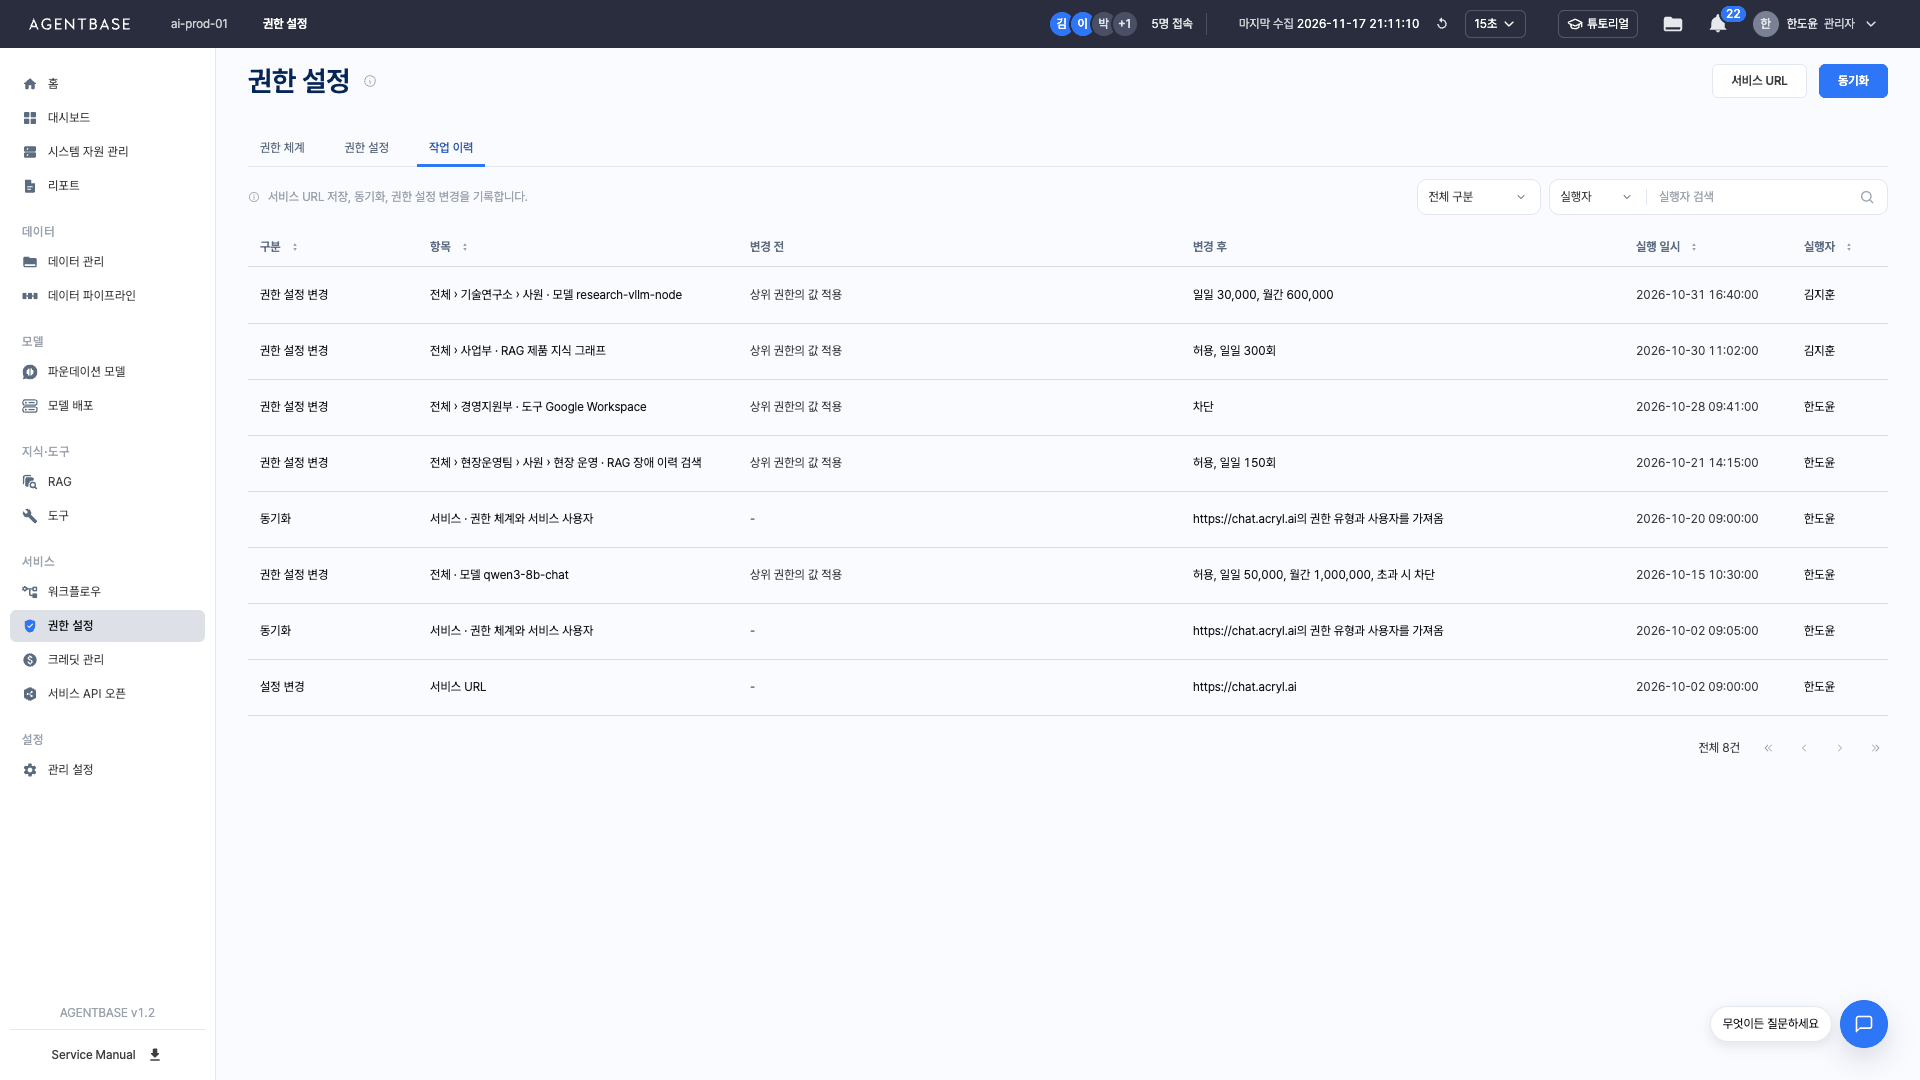 AGENTBASE
ai-prod-01
권한 설정
김 이 박 +1 5명 접속
마지막 수집 2026-11-17 21:11:10
15초
튜토리얼
22
한 한도윤 관리자
홈
대시보드
시스템 자원 관리
리포트
데이터
데이터 관리
데이터 파이프라인
모델
파운데이션 모델
모델 배포
지식·도구
RAG
도구
서비스
워크플로우
권한 설정
크레딧 관리
서비스 API 오픈
설정
관리 설정
AGENTBASE v1.2
Service Manual
권한 설정
서비스 URL
동기화
권한 체계 권한 설정 작업 이력
서비스 URL 저장, 동기화, 권한 설정 변경을 기록합니다.
전체 구분
실행자
실행자 검색
구분 항목 변경 전 변경 후 실행 일시 실행자
권한 설정 변경 전체 › 기술연구소 › 사원 · 모델 research-vllm-node 상위 권한의 값 적용 일일 30,000, 월간 600,000 2026-10-31 16:40:00 김지훈
권한 설정 변경 전체 › 사업부 · RAG 제품 지식 그래프 상위 권한의 값 적용 허용, 일일 300회 2026-10-30 11:02:00 김지훈
권한 설정 변경 전체 › 경영지원부 · 도구 Google Workspace 상위 권한의 값 적용 차단 2026-10-28 09:41:00 한도윤
권한 설정 변경 전체 › 현장운영팀 › 사원 › 현장 운영 · RAG 장애 이력 검색 상위 권한의 값 적용 허용, 일일 150회 2026-10-21 14:15:00 한도윤
동기화 서비스 · 권한 체계와 서비스 사용자 - https://chat.acryl.ai의 권한 유형과 사용자를 가져옴 2026-10-20 09:00:00 한도윤
권한 설정 변경 전체 · 모델 qwen3-8b-chat 상위 권한의 값 적용 허용, 일일 50,000, 월간 1,000,000, 초과 시 차단 2026-10-15 10:30:00 한도윤
동기화 서비스 · 권한 체계와 서비스 사용자 - https://chat.acryl.ai의 권한 유형과 사용자를 가져옴 2026-10-02 09:05:00 한도윤
설정 변경 서비스 URL - https://chat.acryl.ai 2026-10-02 09:00:00 한도윤
전체 8건
무엇이든 질문하세요